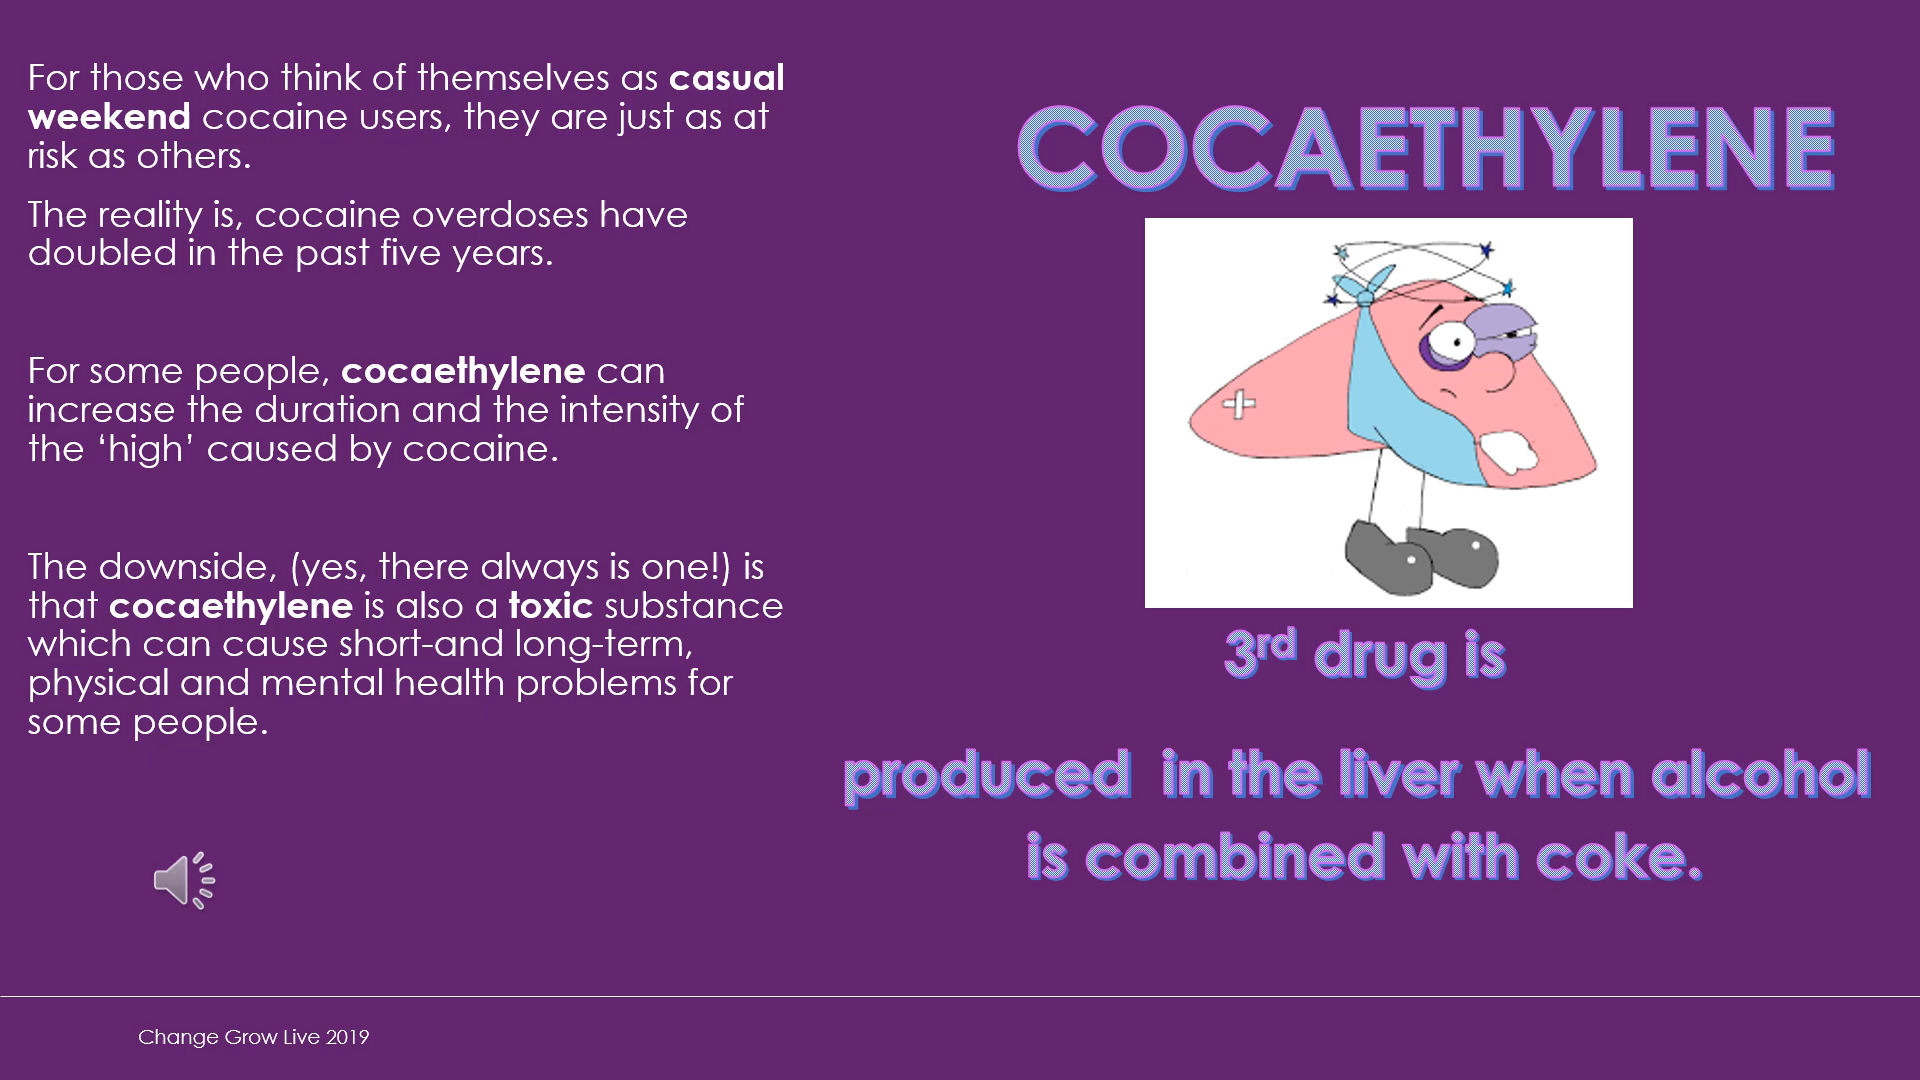 For those who think of themselves as casual
weekend cocaine users, they are just as at
risk as others.
The reality is, cocaine overdoses have
doubled in the past five years.
For some people, cocaethylene can
increase the duration and the intensity of
the ‘high’ caused by cocaine.
The downside, (yes, there always is one!) is
that cocaethylene is also a toxic substance
which can cause short-and long-term,
physical and mental health problems for
some people.
COCAETHYLENE
3rd drug is
produced in the liver when alcohol
is combined with coke.
Change Grow Live 2019